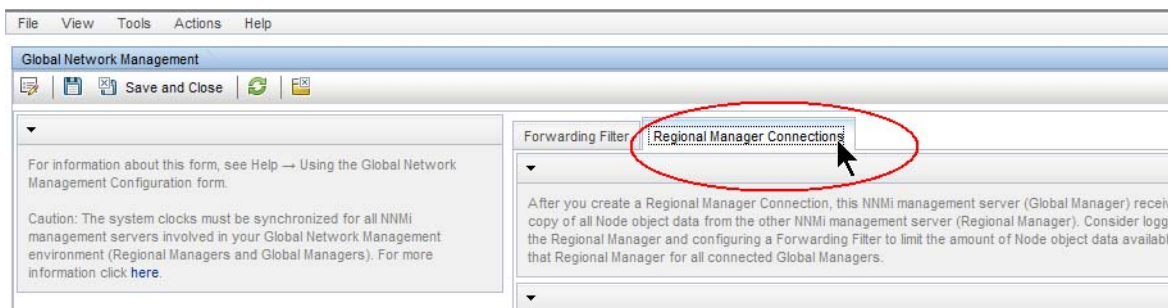 File View Tools Actions Help
Global Network Management
Save and Close
For information about this form, see Help → Using the Global Network
Management Configuration form.
Caution: The system clocks must be synchronized for all NNMi
management servers involved in your Global Network Management
environment (Regional Managers and Global Managers). For more
information click here.
Forwarding Filter Regional Manager Connections
After you create a Regional Manager Connection, this NNMi management server (Global Manager)
copy of all Node object data from the other NNMi management server (Regional Manager). Consider
the Regional Manager and configuring a Forwarding Filter to limit the amount of Node object data
that Regional Manager for all connected Global Managers.